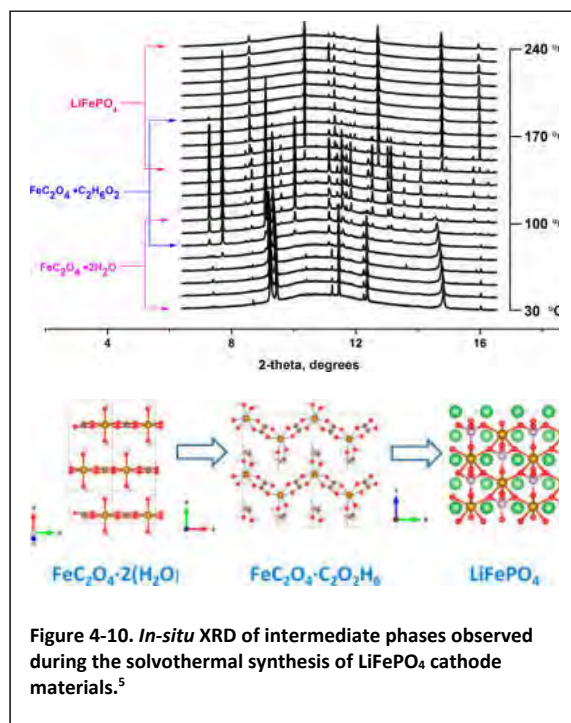 240 °C
LiFePO4
170 °C
FeC2O4 •C2H6O2
100 °C
FeC2O4 •2H2O
30 °C
4 8 12 16
2-theta, degrees
FeC2O4·2(H2O) FeC2O4·C2O2H6 LiFePO4
Figure 4-10. In-situ XRD of intermediate phases observed
during the solvothermal synthesis of LiFePO4 cathode
materials.5